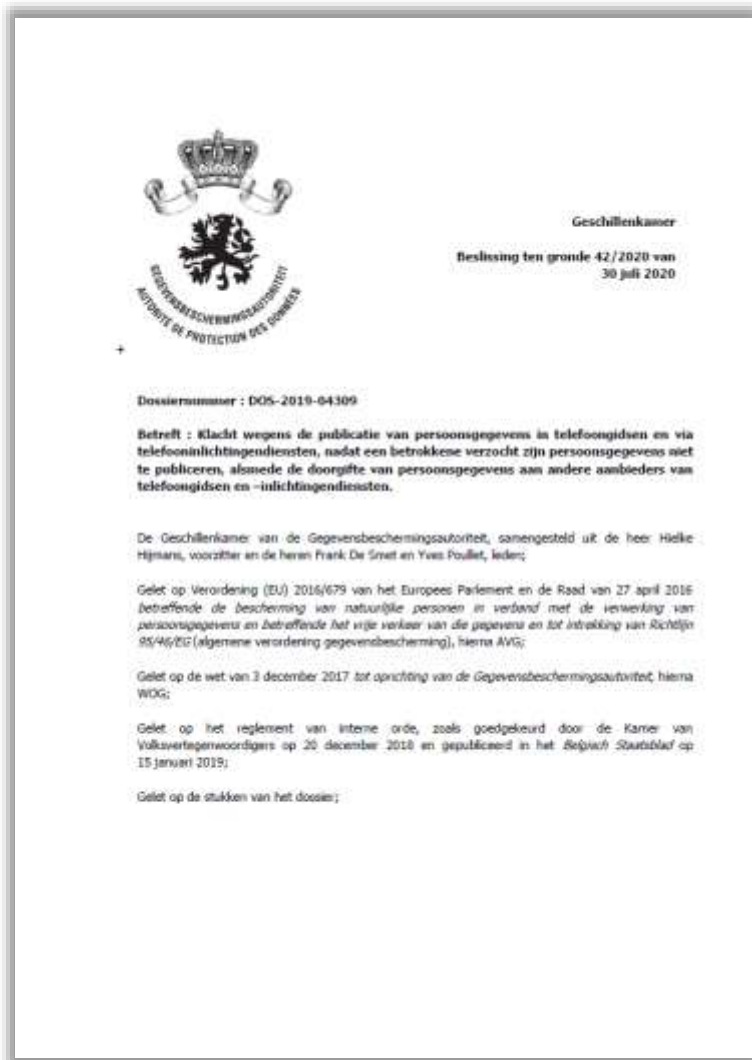 GEGEVENSBESCHERMINGSAUTORITEIT
AUTORITÉ DE PROTECTION DES DONNÉES
Geschillenkamer
Beslissing ten gronde 42/2020 van
30 juli 2020
+
Dossiernummer : DOS-2019-04309
Betreft : Klacht wegens de publicatie van persoonsgegevens in telefoongidsen en via
telefooninlichtingendiensten, nadat een betrokkene verzocht zijn persoonsgegevens niet
te publiceren, alsmede de doorgifte van persoonsgegevens aan andere aanbieders van
telefoongidsen en –inlichtingendiensten.
De Geschillenkamer van de Gegevensbeschermingsautoriteit, samengesteld uit de heer Hielke
Hijmans, voorzitter en de heren Frank De Smet en Yves Poullet, leden;
Gelet op Verordening (EU) 2016/679 van het Europees Parlement en de Raad van 27 april 2016
betreffende de bescherming van natuurlijke personen in verband met de verwerking van
persoonsgegevens en betreffende het vrije verkeer van die gegevens en tot intrekking van Richtlijn
95/46/EG (algemene verordening gegevensbescherming), hierna AVG;
Gelet op de wet van 3 december 2017 tot oprichting van de Gegevensbeschermingsautoriteit, hierna
WOG;
Gelet op het reglement van interne orde, zoals goedgekeurd door de Kamer van
Volksvertegenwoordigers op 20 december 2018 en gepubliceerd in het Belgisch Staatsblad op
15 januari 2019;
Gelet op de stukken van het dossier;